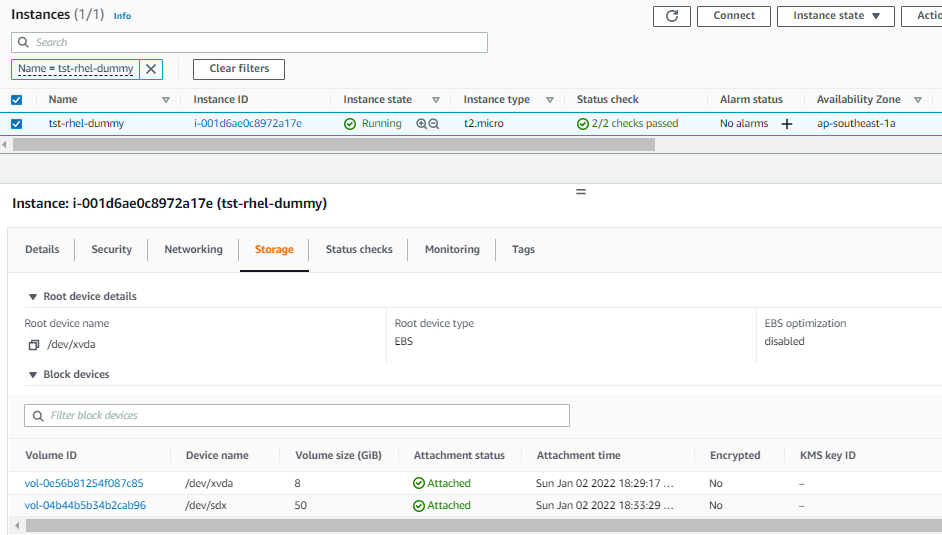 Instances (1/1) Info Connect Instance state Actio
Search
Name = tst-rhel-dummy Clear filters
Name Instance ID Instance state Instance type Status check Alarm status Availability Zone
tst-rhel-dummy i-001d6ae0c8972a17e Running t2.micro 2/2 checks passed No alarms + ap-southeast-1a
Instance: i-001d6ae0c8972a17e (tst-rhel-dummy)
Details Security Networking Storage Status checks Monitoring Tags
Root device details
Root device name Root device type EBS optimization
/dev/xvda EBS disabled
Block devices
Filter block devices
Volume ID Device name Volume size (GiB) Attachment status Attachment time Encrypted KMS key ID
vol-0e56b81254f087c85 /dev/xvda 8 Attached Sun Jan 02 2022 18:29:17 ... No –
vol-04b44b5b34b2cab96 /dev/sdx 50 Attached Sun Jan 02 2022 18:33:29 ... No –